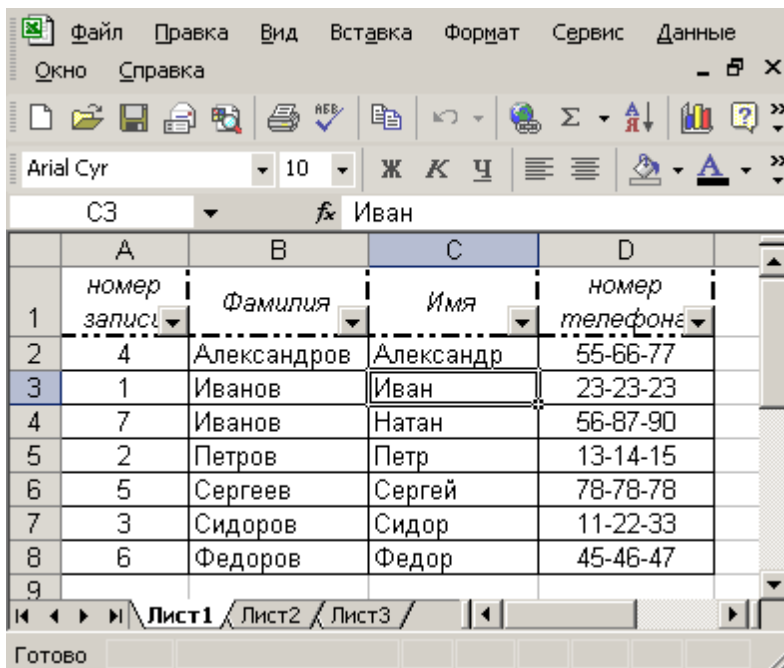 Файл Правка Вид Вставка Формат Сервис Данные
Окно Справка
Arial Cyr 10 Ж К Ч
C3 fx Иван
A B C D
1 номер записи Фамилия Имя номер телефона
2 4 Александров Александр 55-66-77
3 1 Иванов Иван 23-23-23
4 7 Иванов Натан 56-87-90
5 2 Петров Петр 13-14-15
6 5 Сергеев Сергей 78-78-78
7 3 Сидоров Сидор 11-22-33
8 6 Федоров Федор 45-46-47
9
Лист1 Лист2 Лист3
Готово